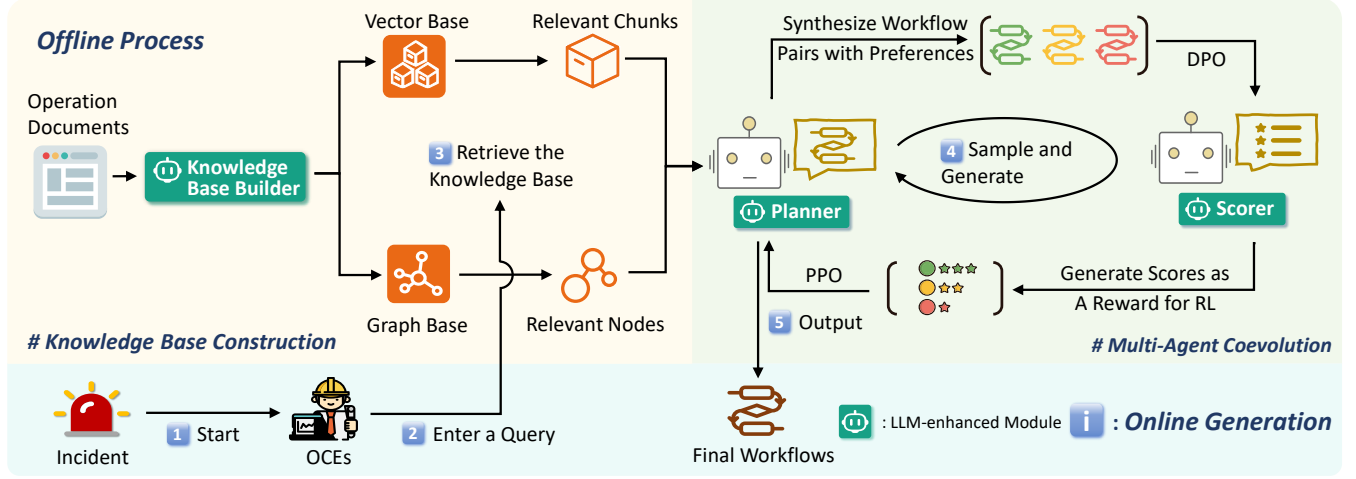 Offline Process
Vector Base
Relevant Chunks
Operation
Documents
Knowledge
Base Builder
3 Retrieve the
Knowledge Base
Graph Base
Relevant Nodes
# Knowledge Base Construction
Synthesize Workflow
Pairs with Preferences
DPO
4 Sample and
Generate
Planner
Scorer
PPO
Generate Scores as
A Reward for RL
5 Output
# Multi-Agent Coevolution
1 Start
2 Enter a Query
Incident
OCEs
Final Workflows
: LLM-enhanced Module
i : Online Generation